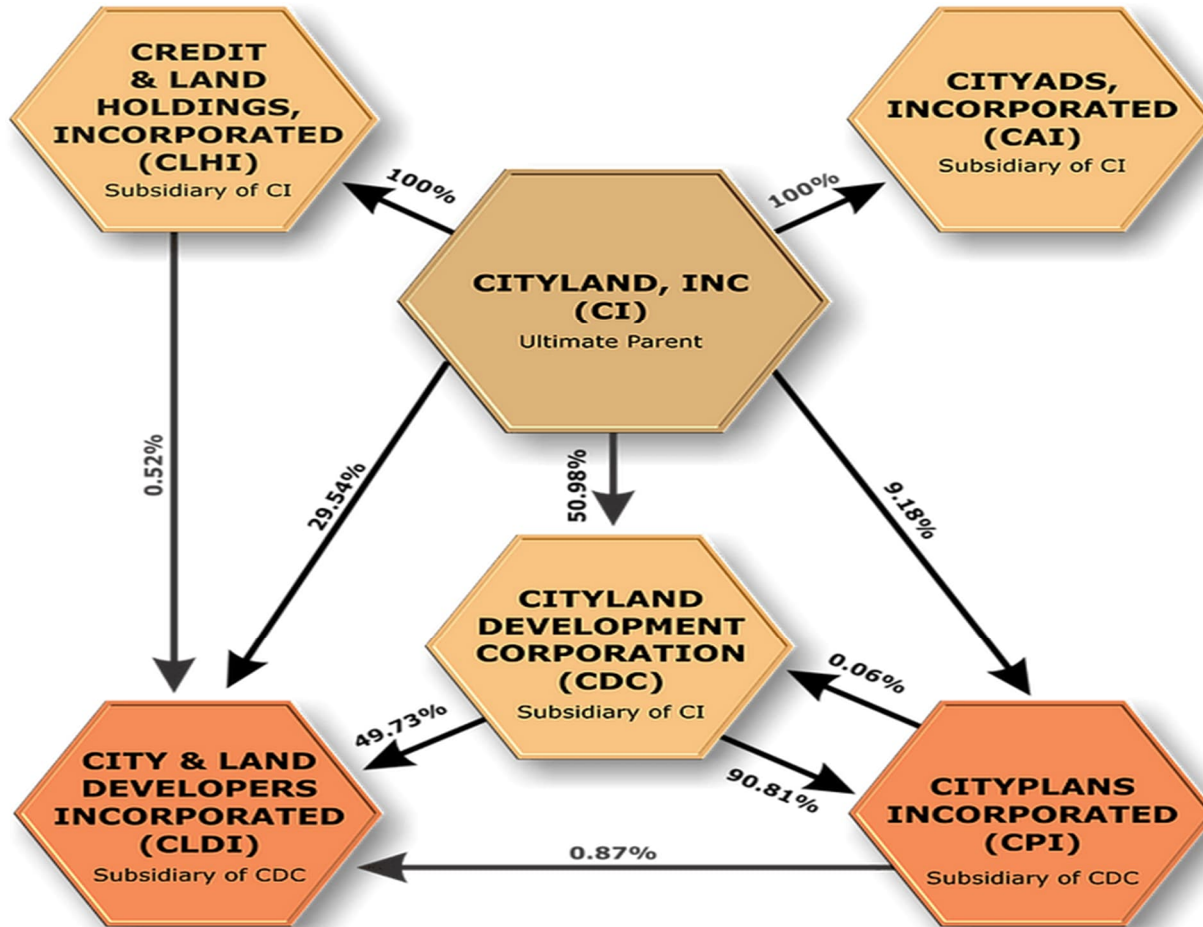 CREDIT
& LAND
HOLDINGS,
INCORPORATED
(CLHI)
Subsidiary of CI
CITYADS,
INCORPORATED
(CAI)
Subsidiary of CI
100%
100%
CITYLAND, INC
(CI)
Ultimate Parent
0.52%
29.54%
50.98%
9.18%
CITYLAND
DEVELOPMENT
CORPORATION
(CDC)
Subsidiary of CI
0.06%
49.73%
90.81%
CITY & LAND
DEVELOPERS
INCORPORATED
(CLDI)
Subsidiary of CDC
0.87%
CITYPLANS
INCORPORATED
(CPI)
Subsidiary of CDC